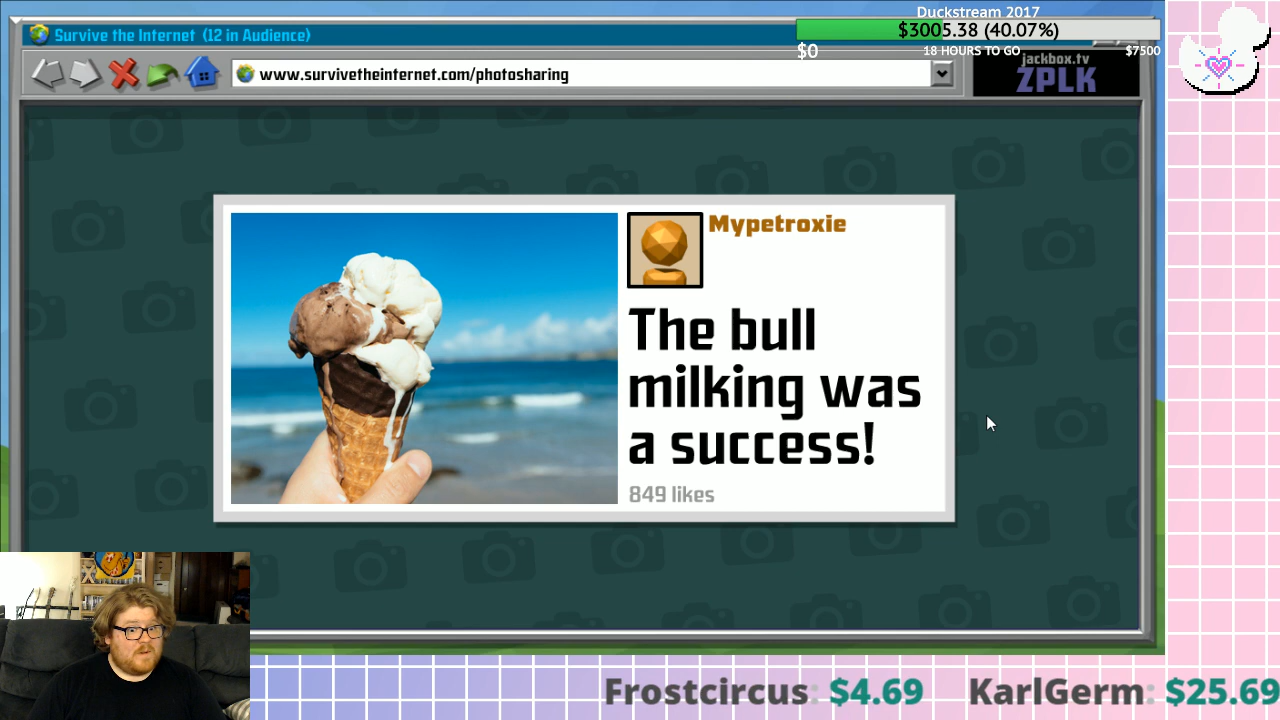 Duckstream 2017
Survive the Internet (12 in Audience)
$3005.38 (40.07%)
$0
18 HOURS TO GO
$7500
www.survivetheinternet.com/photosharing
jackbox.tv
ZPLK
Mypetroxie
The bull
milking was
a success!
849 likes
Frostcircus: $4.69
KarlGerm: $25.69